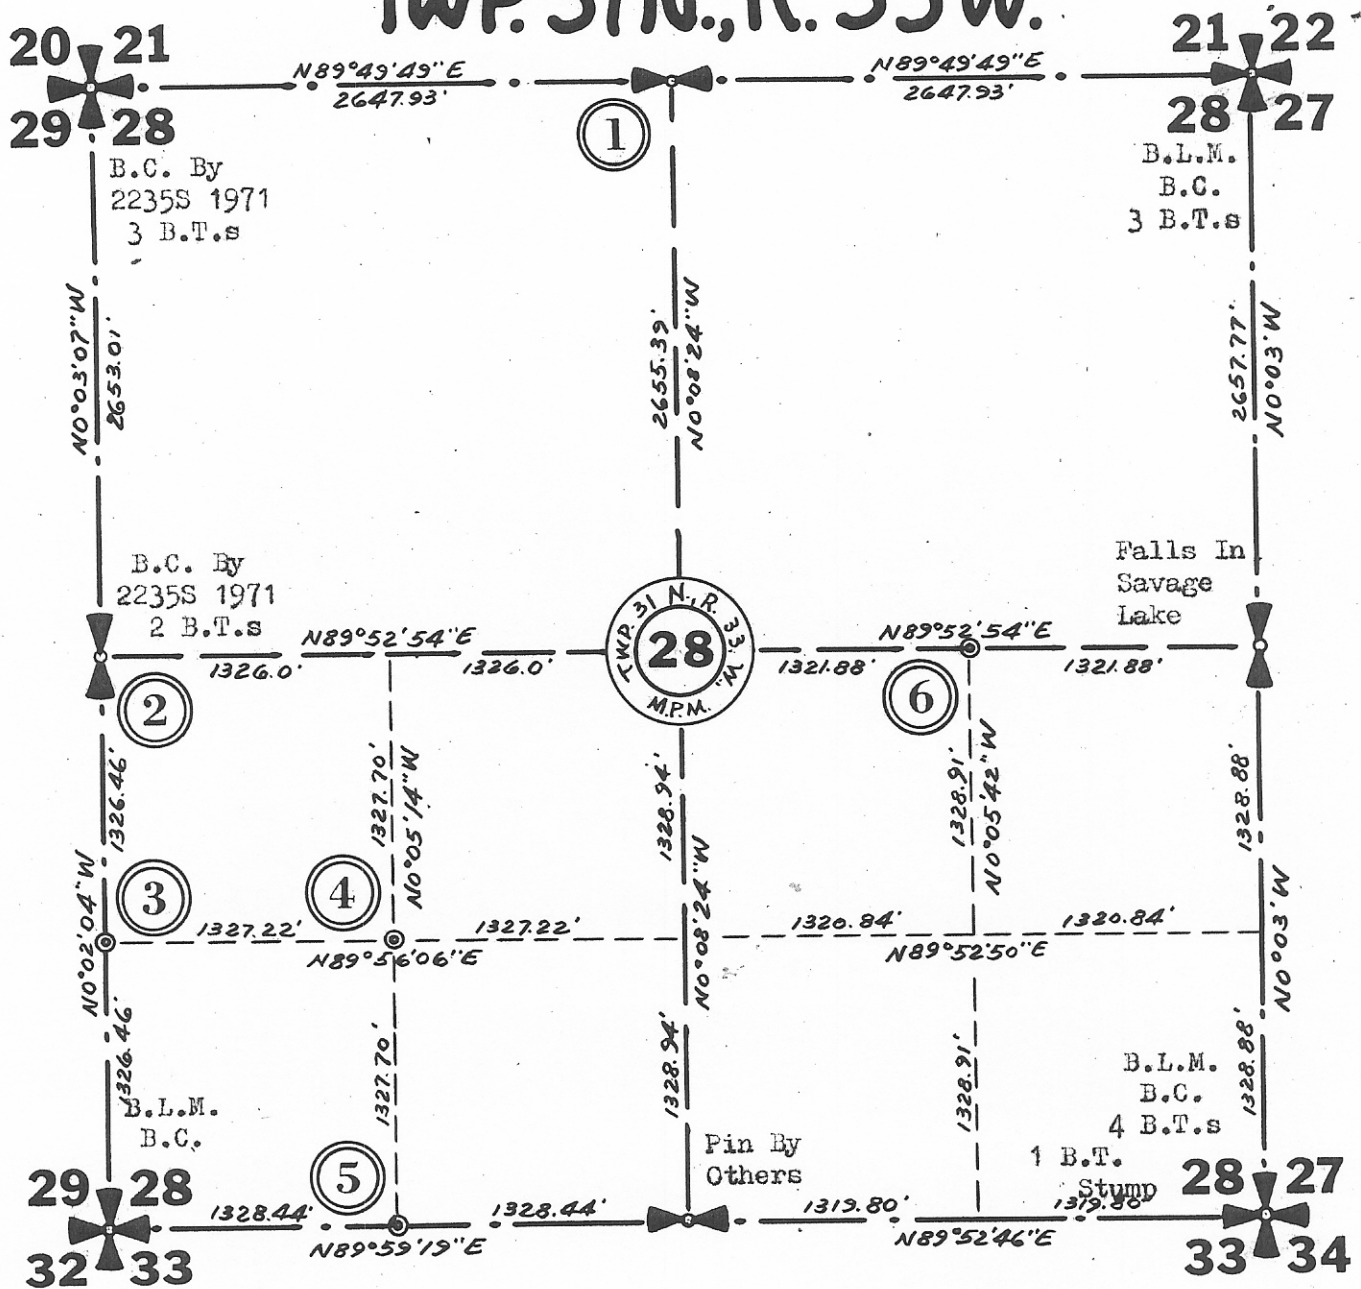 TWP. 31 N., R. 33 W.
20 21
29 28
N89°49'49"E
2647.93'
1
N89°49'49"E
2647.93'
21 22
28 27
B.C. By
2235S 1971
3 B.T.s
B.L.M.
B.C.
3 B.T.s
N0°03'07"W
2653.01'
2655.39'
N0°08'24"W
2657.77'
N0°03'W
B.C. By
2235S 1971
2 B.T.s
Falls In
Savage
Lake
N89°52'54"E
1326.0'
1326.0'
TWP. 31 N., R. 33 W.
28
M.P.M.
N89°52'54"E
1321.88'
1321.88'
2
6
1326.46'
1327.70'
N0°05'14"W
1328.94'
1328.91'
N0°05'42"W
1328.88'
3
4
N0°02'04"W
1327.22'
1327.22'
N89°56'06"E
N0°08'24"W
1320.84'
1320.84'
N89°52'50"E
N0°03'W
1326.46'
1327.70'
1328.94'
1328.91'
1328.88'
B.L.M.
B.C.
B.L.M.
B.C.
4 B.T.s
1 B.T.
Stump
Pin By
Others
5
29 28
32 33
1328.44'
1328.44'
N89°59'19"E
1319.80'
1319.80'
N89°52'46"E
28 27
33 34